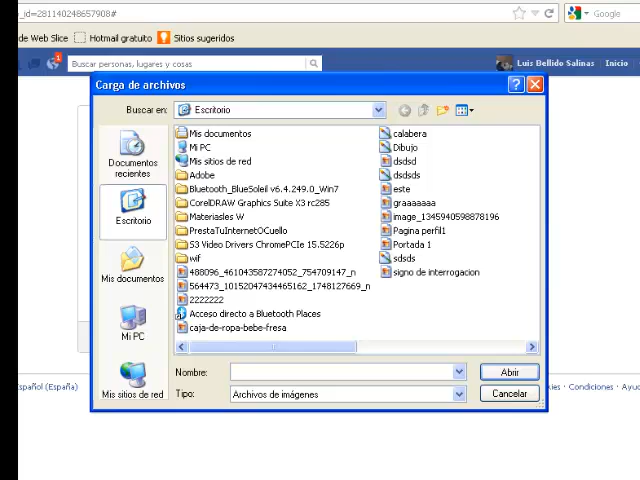 _id=281140248657908#
Google
de Web Slice
Hotmail gratuito
Sitios sugeridos
1
Buscar personas, lugares y cosas
Luis Bellido Salinas
Inicio
Carga de archivos
Buscar en:
Escritorio
Documentos recientes
Escritorio
Mis documentos
Mi PC
Mis sitios de red
Mis documentos
Mi PC
Mis sitios de red
Adobe
Bluetooth_BlueSoleil v6.4.249.0_Win7
CorelDRAW Graphics Suite X3 rc285
Materiasles W
PrestaTuInternetOCuello
S3 Video Drivers ChromePCIe 15.5226p
wif
488096_461043587274052_754709147_n
564473_10152047434465162_1748127669_n
2222222
Acceso directo a Bluetooth Places
caja-de-ropa-bebe-fresa
calabera
Dibujo
dsdsd
dsdsds
este
graaaaaaa
image_1345940598878196
Pagina perfil1
Portada 1
sdsds
signo de interrogacion
Nombre:
Abrir
Tipo:
Archivos de imágenes
Cancelar
Español (España)
kies · Condiciones · Ayuc